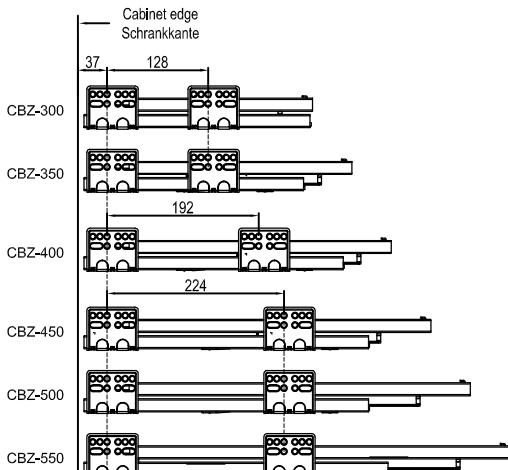 Cabinet edge
Schrankkante
37
128
CBZ-300
CBZ-350
192
CBZ-400
224
CBZ-450
CBZ-500
CBZ-550